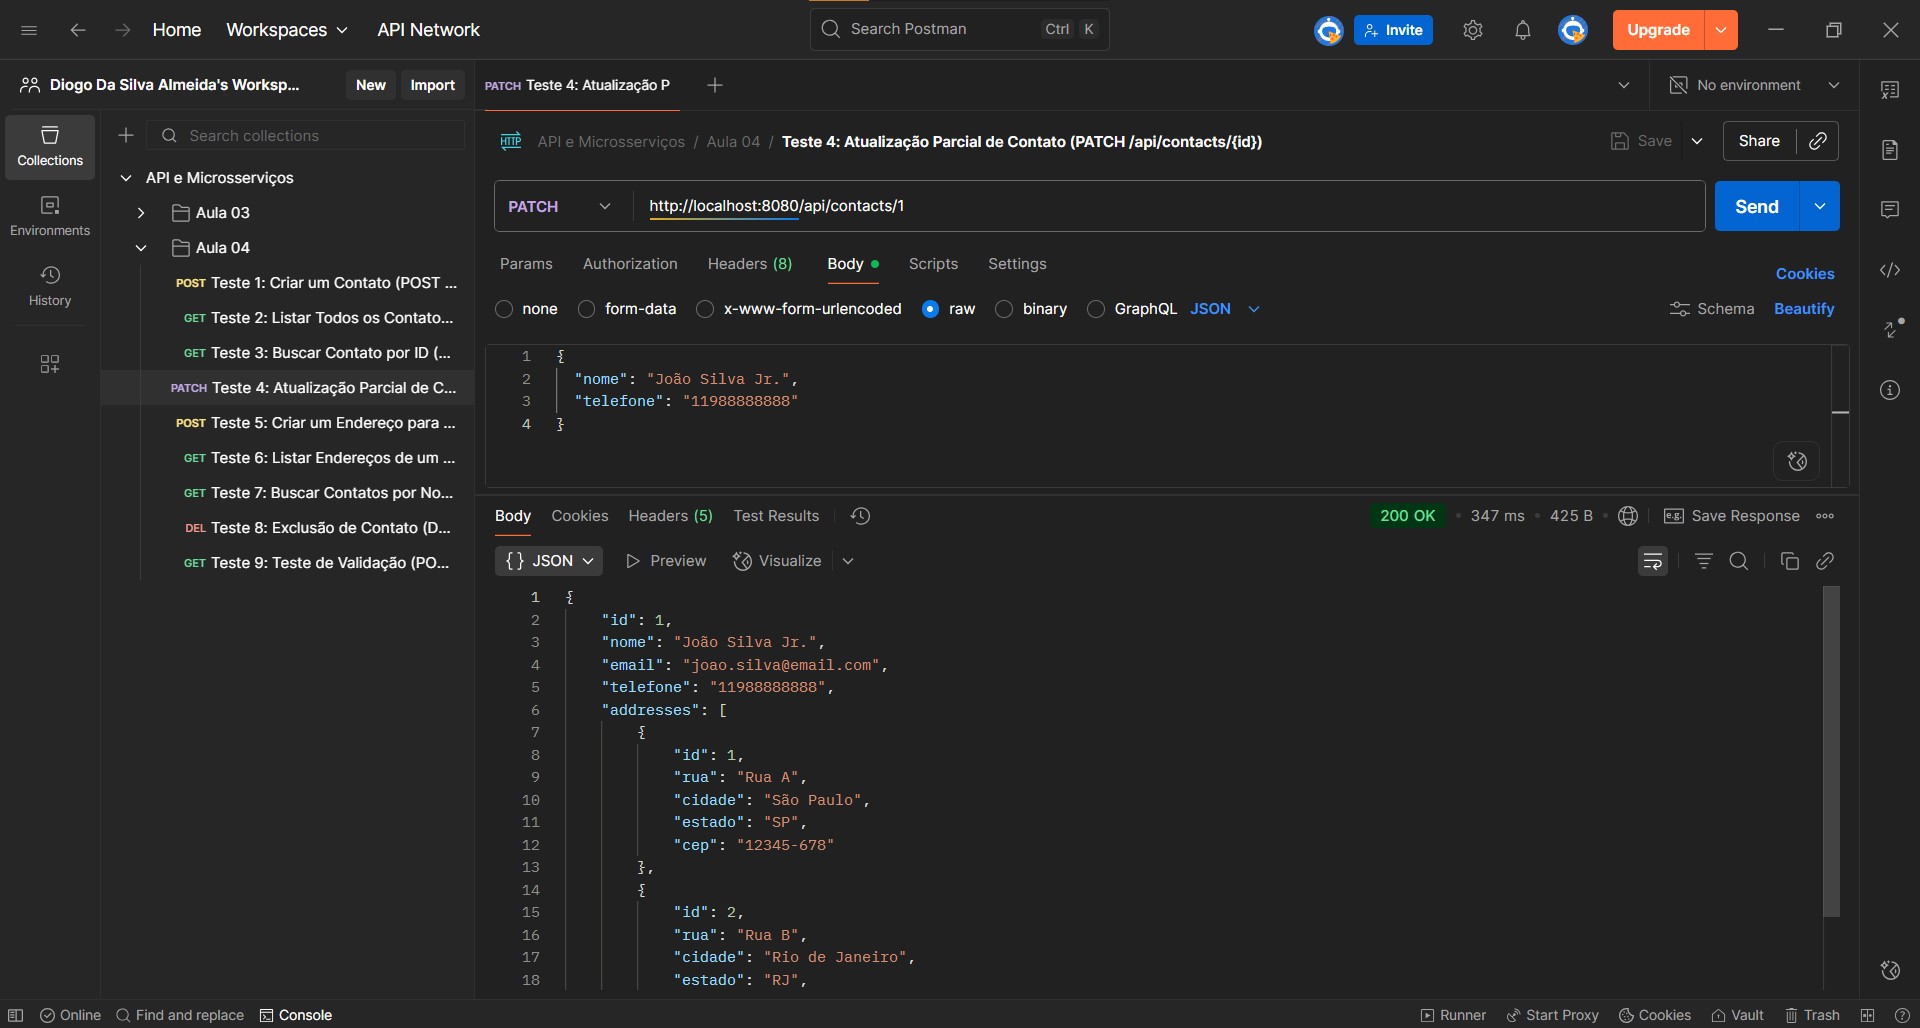 Home
Workspaces
API Network
Search Postman
Ctrl K
Invite
Upgrade
Diogo Da Silva Almeida's Worksp...
New
Import
PATCH Teste 4: Atualização P
No environment
Collections
Environments
History
Search collections
API e Microsserviços
Aula 03
Aula 04
POST Teste 1: Criar um Contato (POST ...
GET Teste 2: Listar Todos os Contato...
GET Teste 3: Buscar Contato por ID (...
PATCH Teste 4: Atualização Parcial de C...
POST Teste 5: Criar um Endereço para ...
GET Teste 6: Listar Endereços de um ...
GET Teste 7: Buscar Contatos por No...
DEL Teste 8: Exclusão de Contato (D...
GET Teste 9: Teste de Validação (PO...
HTTP API e Microsserviços / Aula 04 / Teste 4: Atualização Parcial de Contato (PATCH /api/contacts/{id})
Save
Share
PATCH
http://localhost:8080/api/contacts/1
Send
Params Authorization Headers (8) Body Scripts Settings
Cookies
none form-data x-www-form-urlencoded raw binary GraphQL JSON
Schema Beautify
1 {
2 "nome": "João Silva Jr.",
3 "telefone": "11988888888"
4 }
Body Cookies Headers (5) Test Results
200 OK • 347 ms • 425 B
e.g. Save Response
{} JSON Preview Visualize
1 {
2 "id": 1,
3 "nome": "João Silva Jr.",
4 "email": "joao.silva@email.com",
5 "telefone": "11988888888",
6 "addresses": [
7 {
8 "id": 1,
9 "rua": "Rua A",
10 "cidade": "São Paulo",
11 "estado": "SP",
12 "cep": "12345-678"
13 },
14 {
15 "id": 2,
16 "rua": "Rua B",
17 "cidade": "Rio de Janeiro",
18 "estado": "RJ",
Online Find and replace Console
Runner Start Proxy Cookies Vault Trash